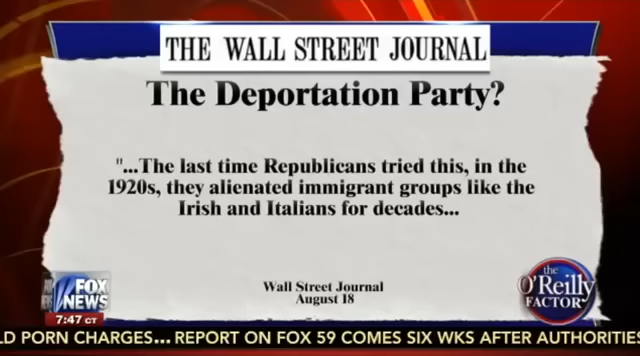 THE WALL STREET JOURNAL
The Deportation Party?
"...The last time Republicans tried this, in the
1920s, they alienated immigrant groups like the
Irish and Italians for decades...
Wall Street Journal
August 18
FOX
NEWS
7:47 CT
the
O'Reilly
FACTOR
LD PORN CHARGES... REPORT ON FOX 59 COMES SIX WKS AFTER AUTHORITIES